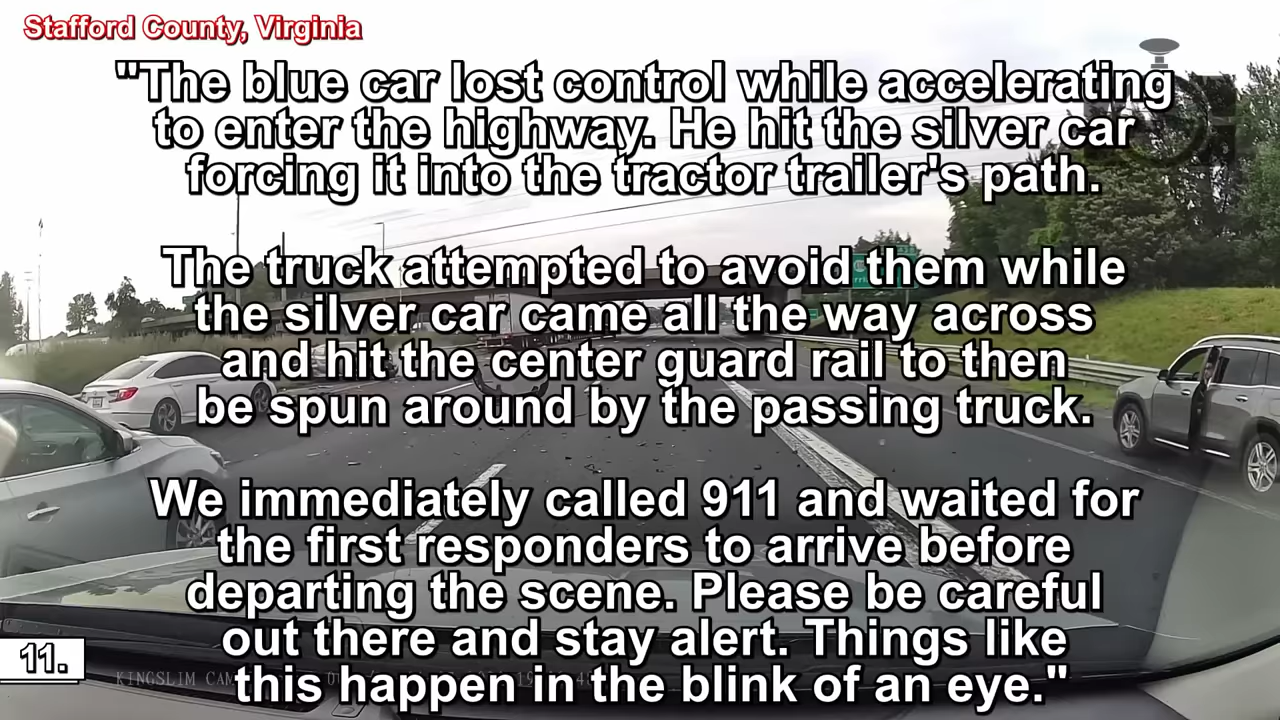 Stafford County, Virginia
"The blue car lost control while accelerating
to enter the highway. He hit the silver car
forcing it into the tractor trailer's path.
The truck attempted to avoid them while
the silver car came all the way across
and hit the center guard rail to then
be spun around by the passing truck.
We immediately called 911 and waited for
the first responders to arrive before
departing the scene. Please be careful
out there and stay alert. Things like
this happen in the blink of an eye."
11.
KINGSLIM